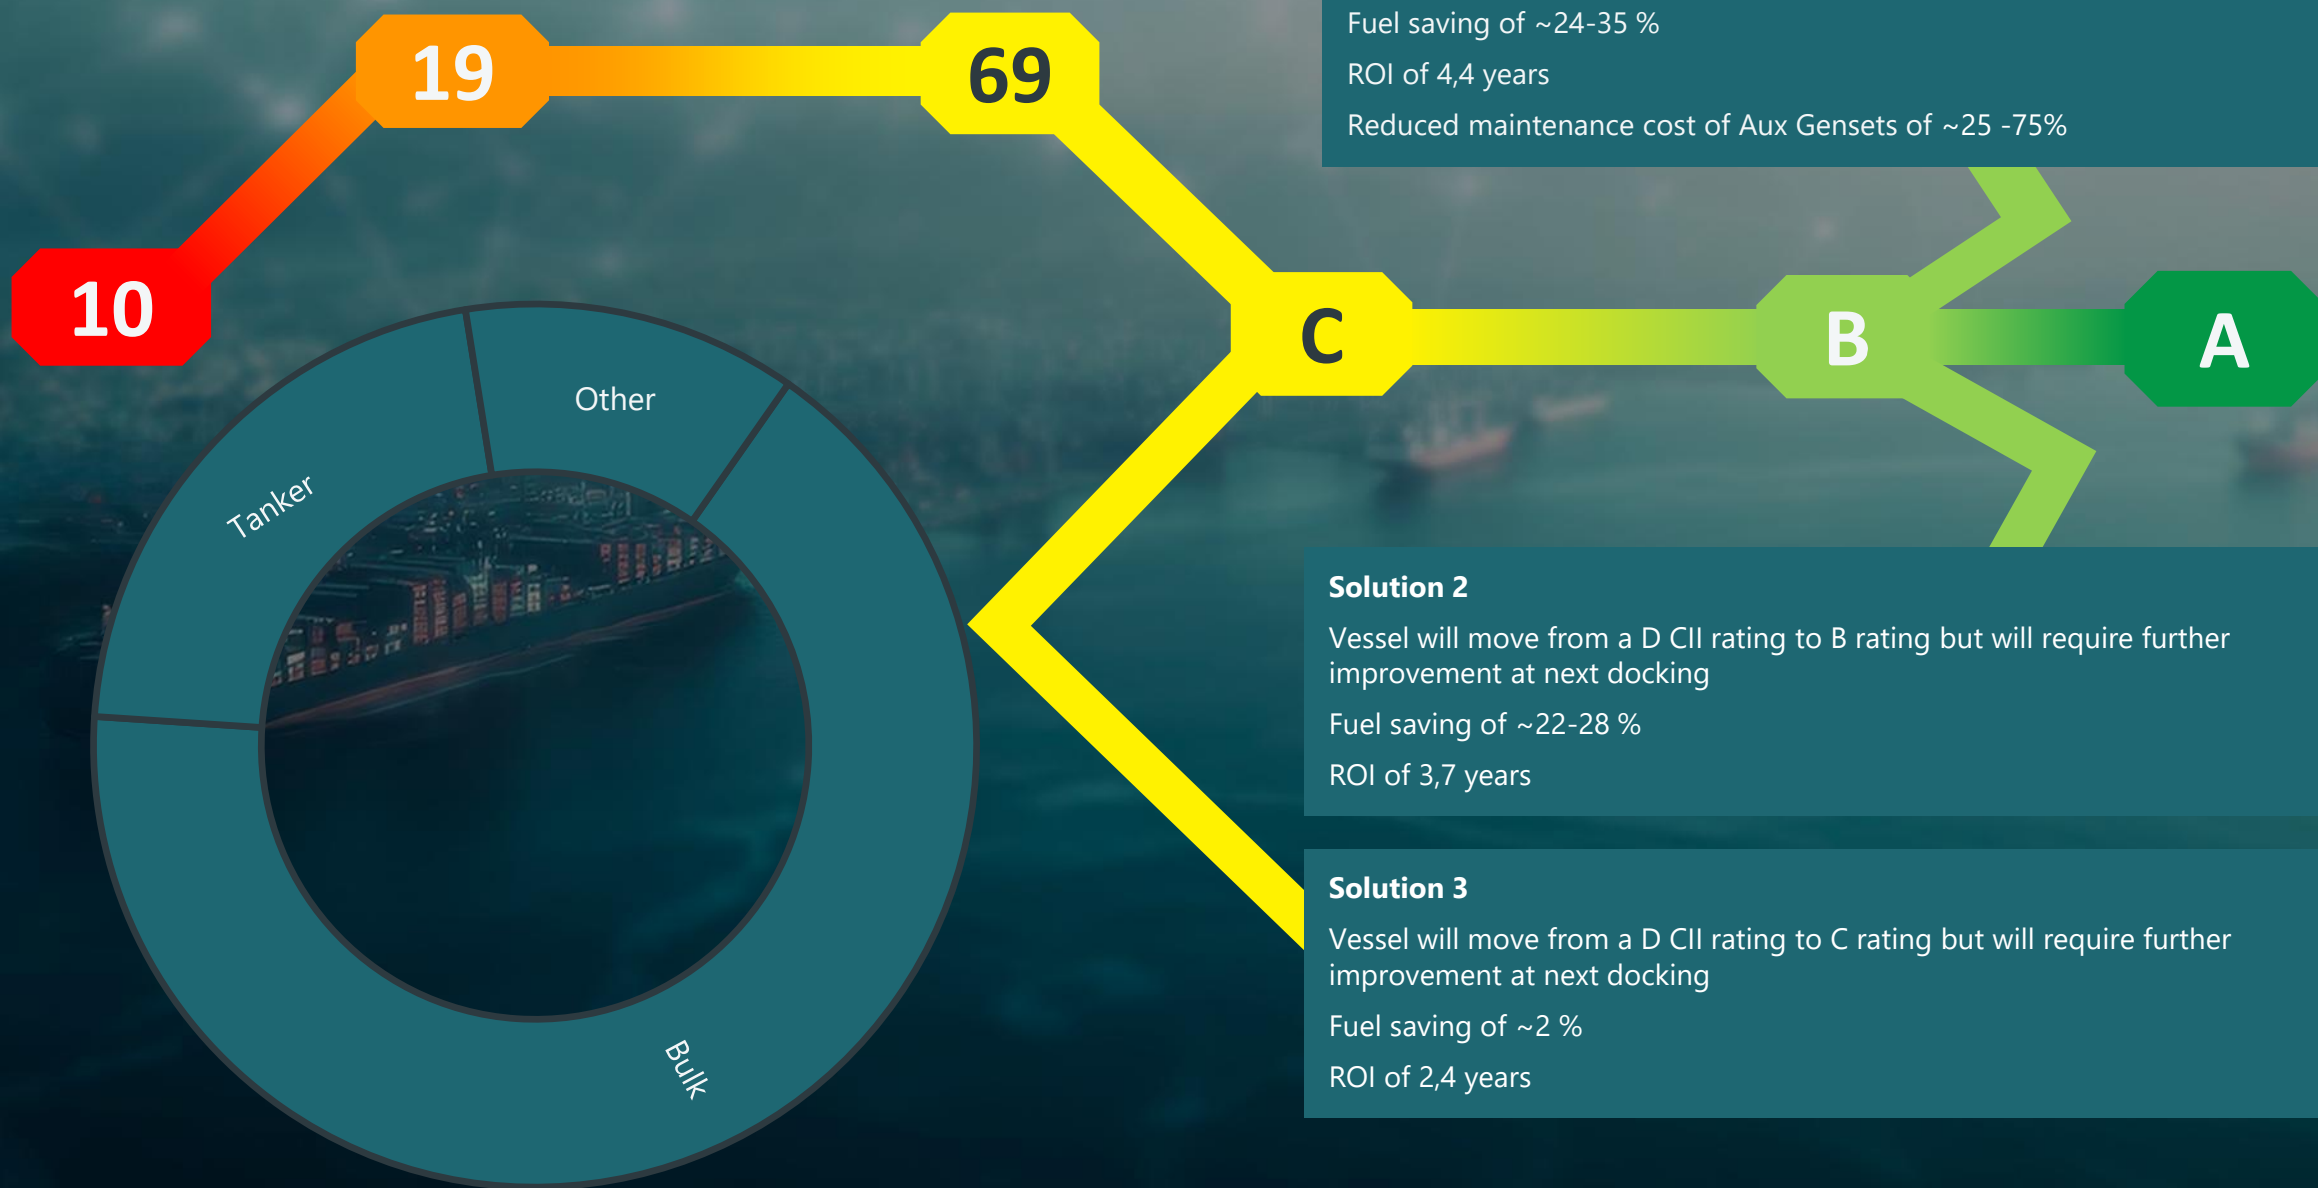 19
69
10
C
B
A
Fuel saving of ~24-35 %
ROI of 4,4 years
Reduced maintenance cost of Aux Gensets of ~25 -75%
Other
Tanker
Bulk
Solution 2
Vessel will move from a D CII rating to B rating but will require further
improvement at next docking
Fuel saving of ~22-28 %
ROI of 3,7 years
Solution 3
Vessel will move from a D CII rating to C rating but will require further
improvement at next docking
Fuel saving of ~2 %
ROI of 2,4 years